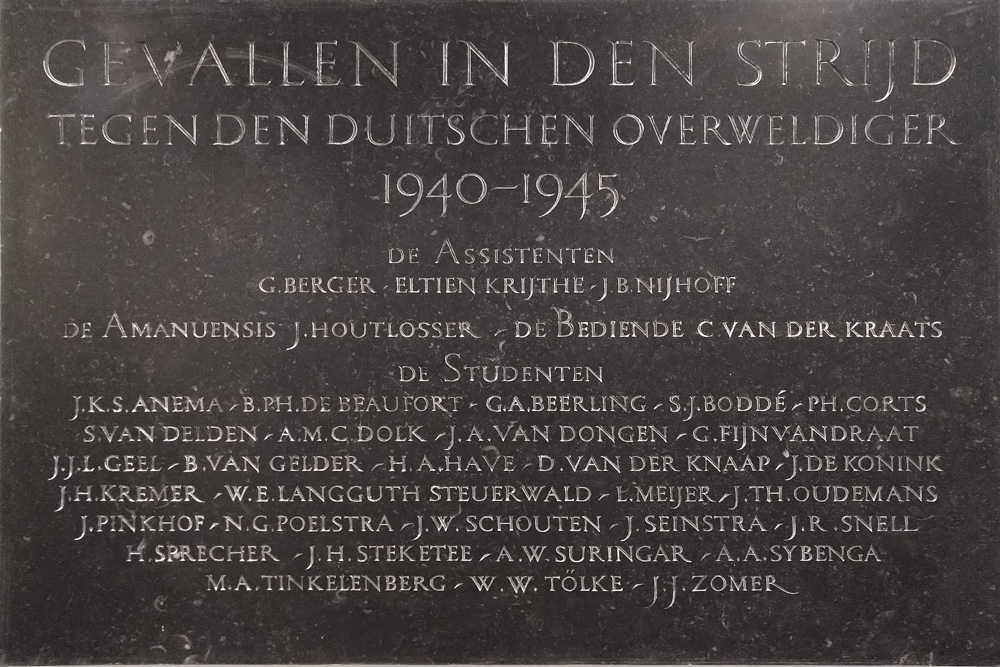 GEVALLEN IN DEN STRIJD
TEGEN DEN DUITSCHEN OVERWELDIGER
1940-1945
DE ASSISTENTEN
G. BERGER - ELTIEN KRIJTHE - J B. NIJHOFF
DE AMANUENSIS J. HOUTLOSSER - DE BEDIENDE C VAN DER KRAATS
DE STUDENTEN
J.K.S. ANEMA - B.PH. DE BEAUFORT - G.A. BEERLING - S.J. BODDÉ - PH. CORTS
S. VAN DELDEN - A.M.C. DOLK - J.A. VAN DONGEN - G. FIJNVANDRAAT
J.J.L. GEEL - B. VAN GELDER - H.A. HAVE - D. VAN DER KNAAP - J. DE KONINK
J.H. KREMER - W.E. LANGGUTH STEUERWALD - E. MEIJER - J.TH. OUDEMANS
J. PINKHOF - N.G. POELSTRA - J.W. SCHOUTEN - J. SEINSTRA - J.R. SNELL
H. SPRECHER - J.H. STEKETEE - A.W. SURINGAR - A.A. SYBENGA
M.A. TINKELENBERG - W.W. TÖLKE - J.J. ZOMER